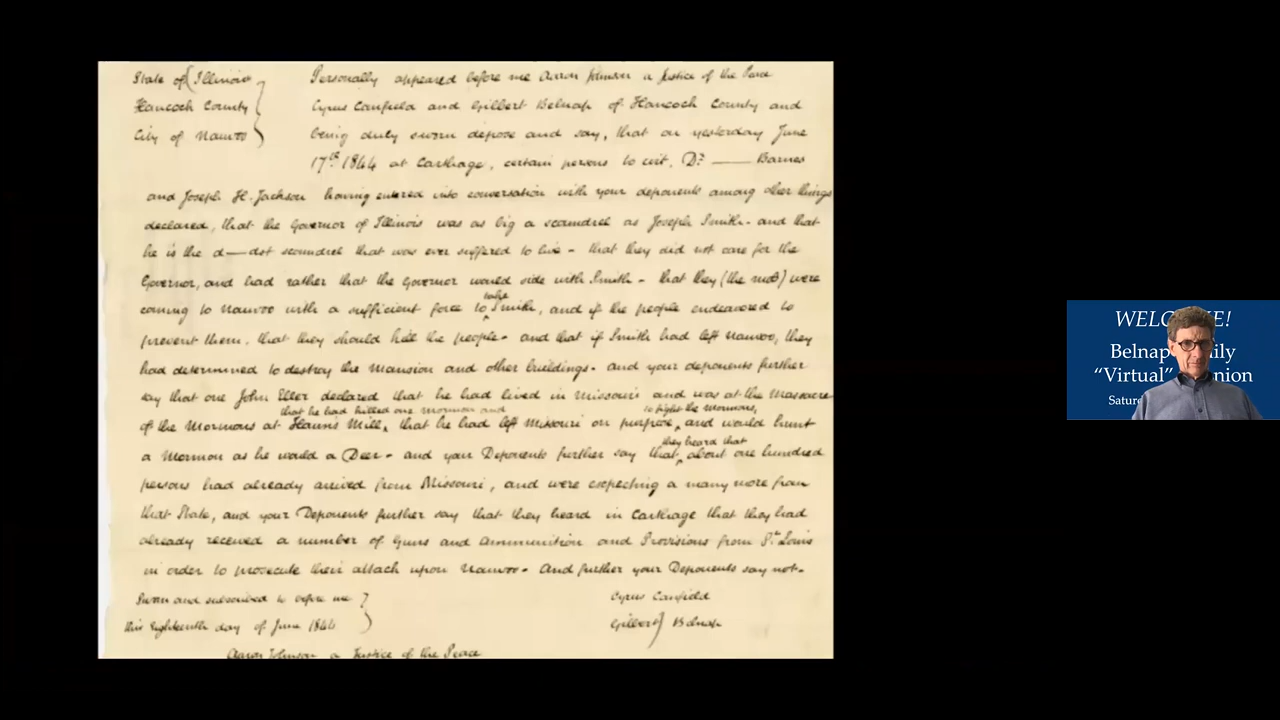 State of Illinois
Hancock County
City of Nauvoo
Personally appeared before me Aaron Johnson a Justice of the Peace
Cyrus Canfield and Gilbert Belnap of Hancock County and
being duly sworn depose and say, that on yesterday June
17th 1844 at Carthage, certain persons to wit. Dr —— Barnes
and Joseph H. Jackson having entered into conversation with your deponents among other things
declared, that the Governor of Illinois was as big a scoundrel as Joseph Smith - and that
he is the d—dst scoundrel that was ever suffered to live - that they did not care for the
Governor, and had rather that the Governor would side with Smith - that they (the mob) were
coming to Nauvoo with a sufficient force to take Smith, and if the people endeavored to
prevent them, that they should kill the people - and that if Smith had left Nauvoo, they
had determined to destroy the Mansion and other buildings - and your deponents further
say that one John Eller declared that he had lived in Missouri and was at the Massacre
that he had killed one Mormon and to fight the Mormons,
of the Mormons at Hauns Mill, that he had left Missouri on purpose, and would hunt
they heard that
a Mormon as he would a Deer - and your Deponents further say that, about one hundred
persons had already arrived from Missouri, and were expecting as many more from
that State, and your Deponents further say that they heard in Carthage that they had
already received a number of Guns and Ammunition and Provisions from St. Louis
in order to prosecute their attack upon Nauvoo - And further your Deponents say not -
Sworn and subscribed to before me
this Eighteenth day of June 1844
Cyrus Canfield
Gilbert Belnap
Aaron Johnson a Justice of the Peace
WELCOME!
Belnap Family
“Virtual” Reunion